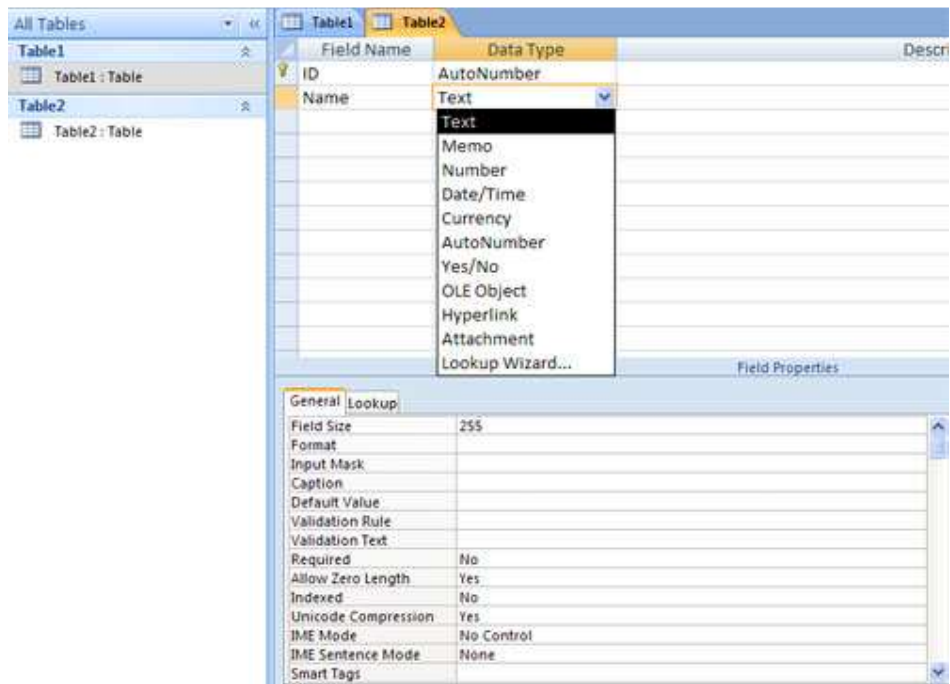 All Tables
Table1
Table1 : Table
Table2
Table2 : Table
Table1 Table2
Field Name Data Type
ID AutoNumber
Name Text
Text
Memo
Number
Date/Time
Currency
AutoNumber
Yes/No
OLE Object
Hyperlink
Attachment
Lookup Wizard...
Field Properties
General Lookup
Field Size 255
Format
Input Mask
Caption
Default Value
Validation Rule
Validation Text
Required No
Allow Zero Length Yes
Indexed No
Unicode Compression Yes
IME Mode No Control
IME Sentence Mode None
Smart Tags